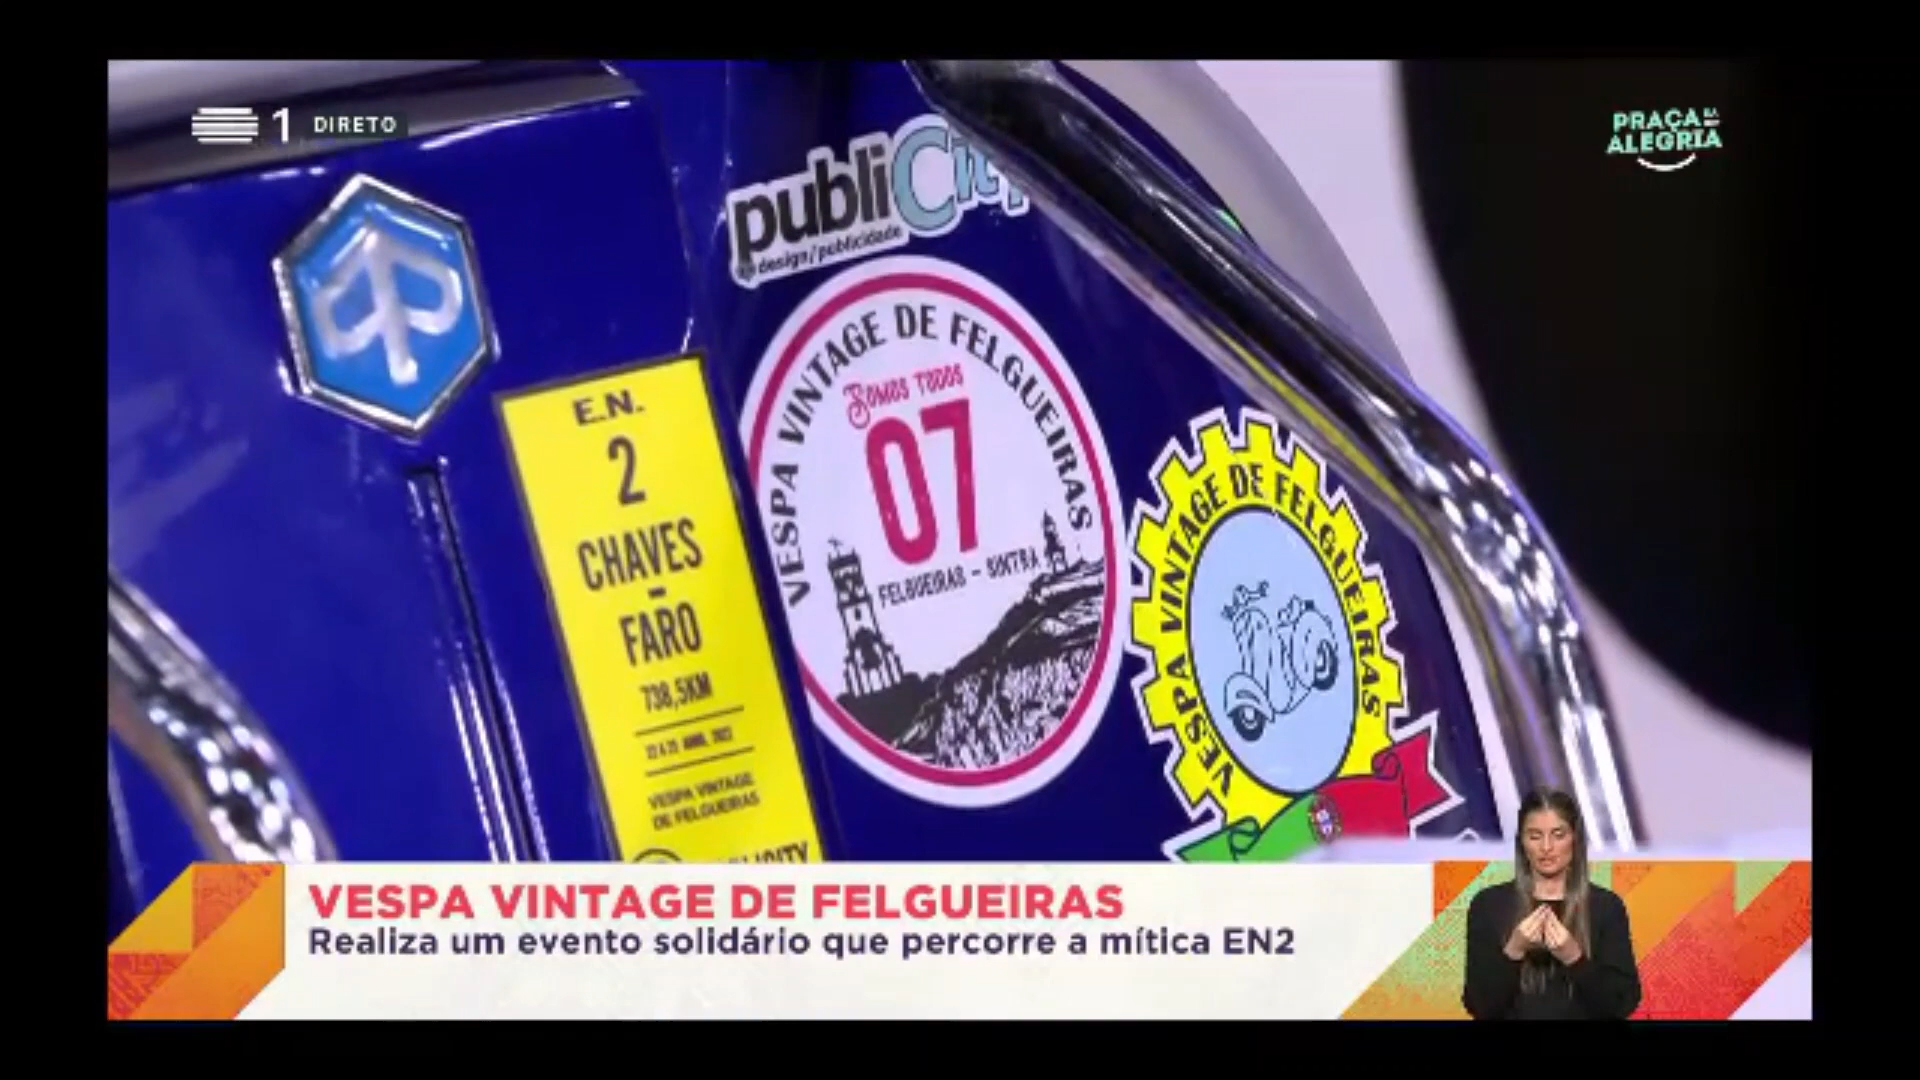 1 DIRETO
PRAÇA DA
ALEGRIA
publiCity
design/publicidade
E.N.
2
CHAVES
-
FARO
738,5KM
ABRIL, 2022
VESPA VINTAGE
DE FELGUEIRAS
VESPA VINTAGE DE FELGUEIRAS
SOMOS TODOS
07
FELGUEIRAS - SINTRA
VESPA VINTAGE DE FELGUEIRAS
VESPA VINTAGE DE FELGUEIRAS
Realiza um evento solidário que percorre a mítica EN2